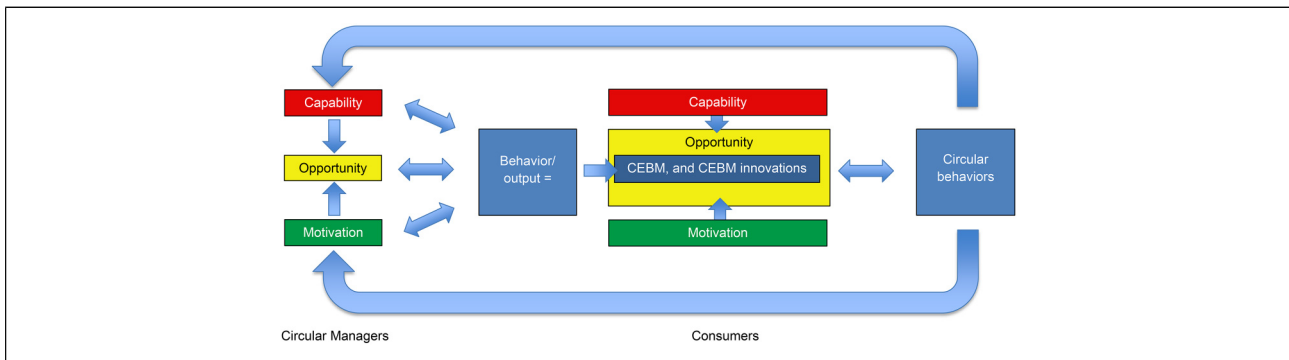 Capability
Opportunity
Motivation
Behavior/
output =
Capability
Opportunity
CEBM, and CEBM innovations
Motivation
Circular
behaviors
Circular Managers
Consumers